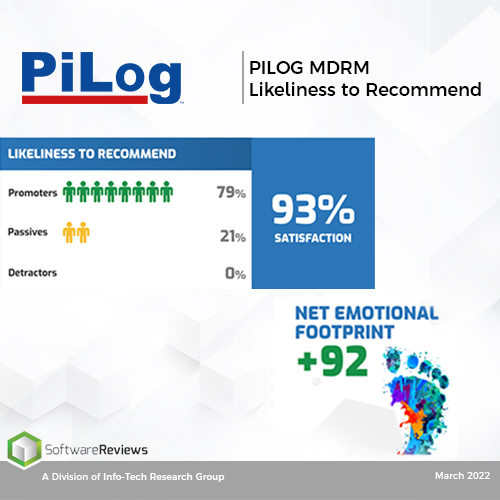 PiLog
PILOG MDRM
Likeliness to Recommend
LIKELINESS TO RECOMMEND
Promoters 79%
Passives 21%
Detractors 0%
93%
SATISFACTION
NET EMOTIONAL
FOOTPRINT
+92
SoftwareReviews
A Division of Info-Tech Research Group
March 2022